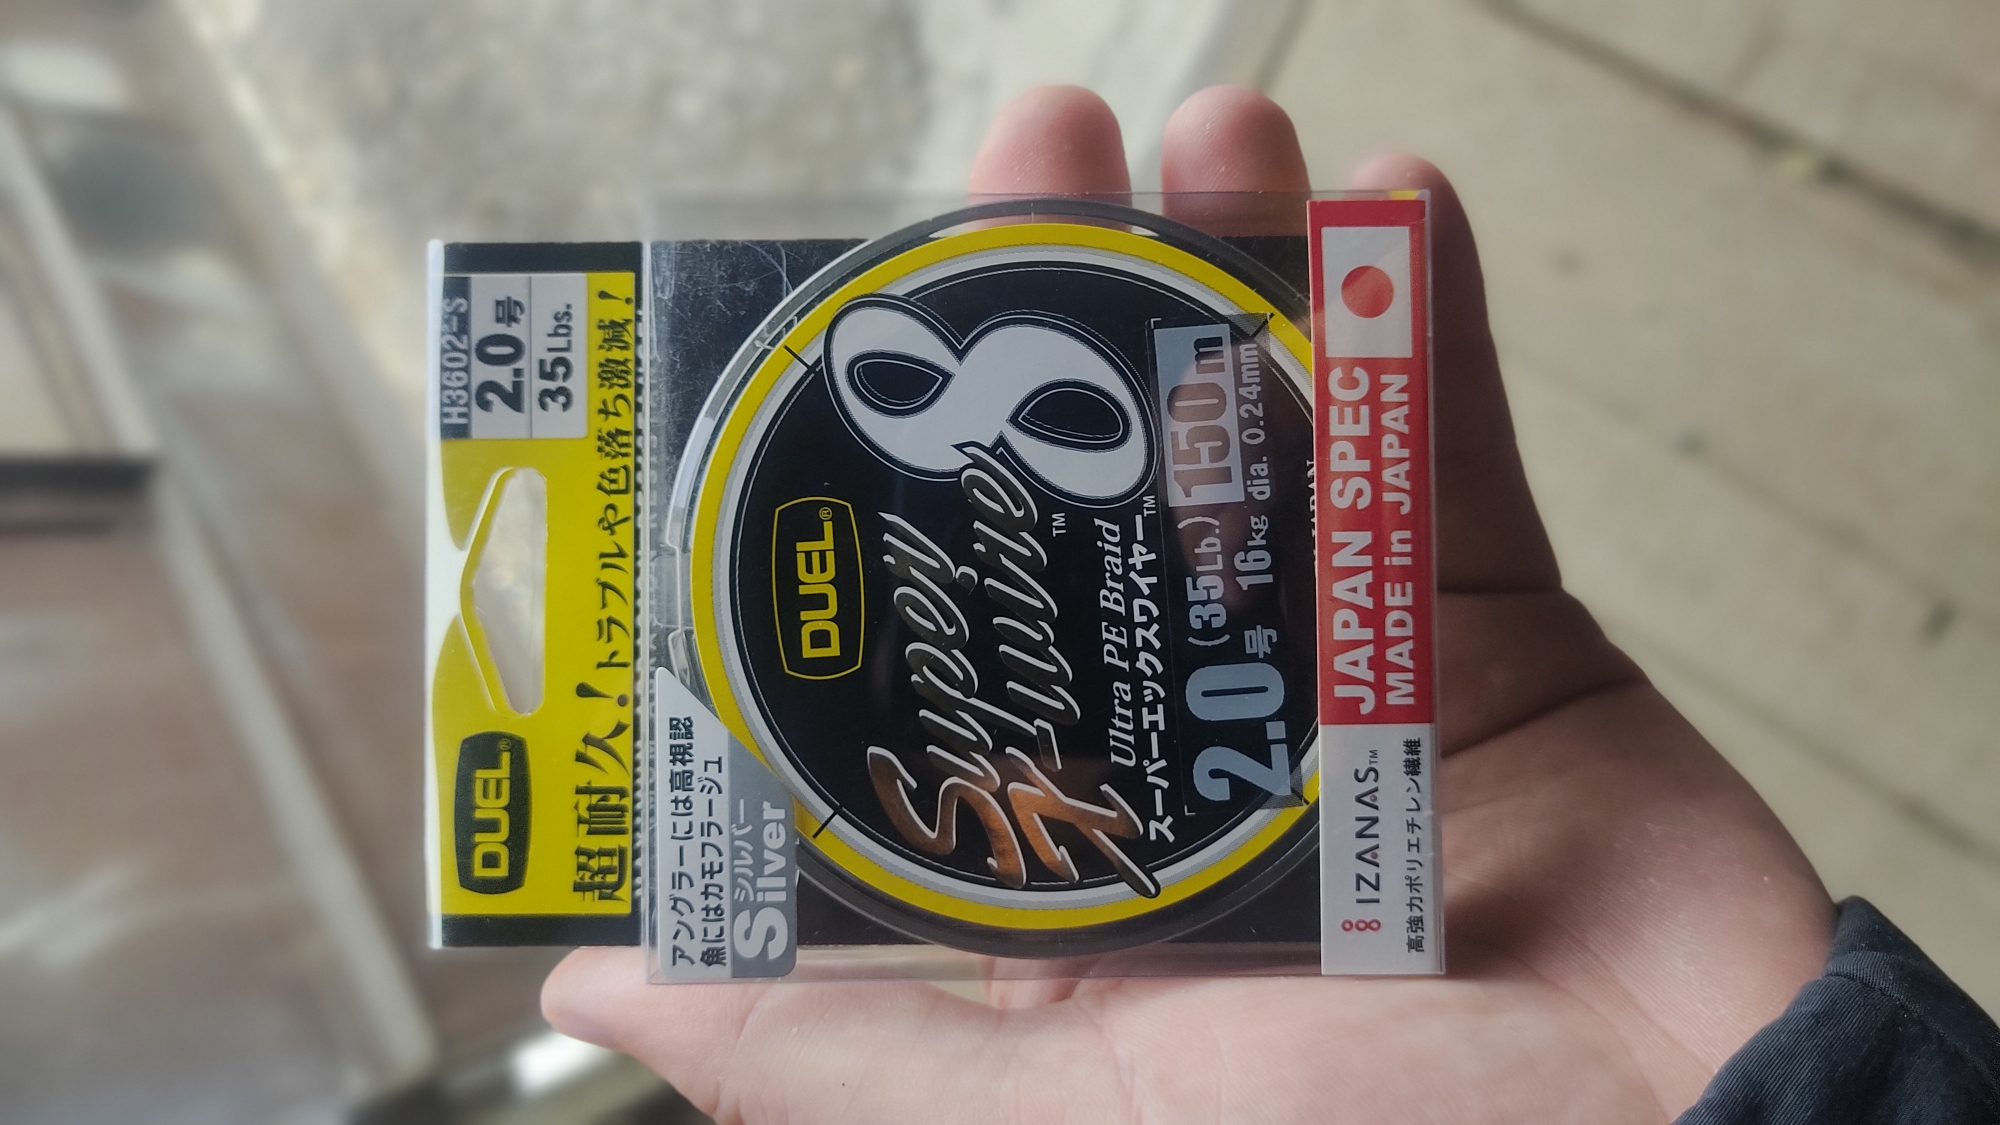 DUEL®
H3602-S
2.0号
35Lbs.
超耐久！トラブルや色落ち激減！
アングラーには高視認
魚にはカモフラージュ
シルバー
Silver
DUEL®
Super
X-wire 8
TM
Ultra PE Braid
スーパーエックスワイヤー™
2.0号 (35Lb.) 150m
16kg dia. 0.24mm
JAPAN SPEC
MADE in JAPAN
IZANAS™
高強力ポリエチレン繊維